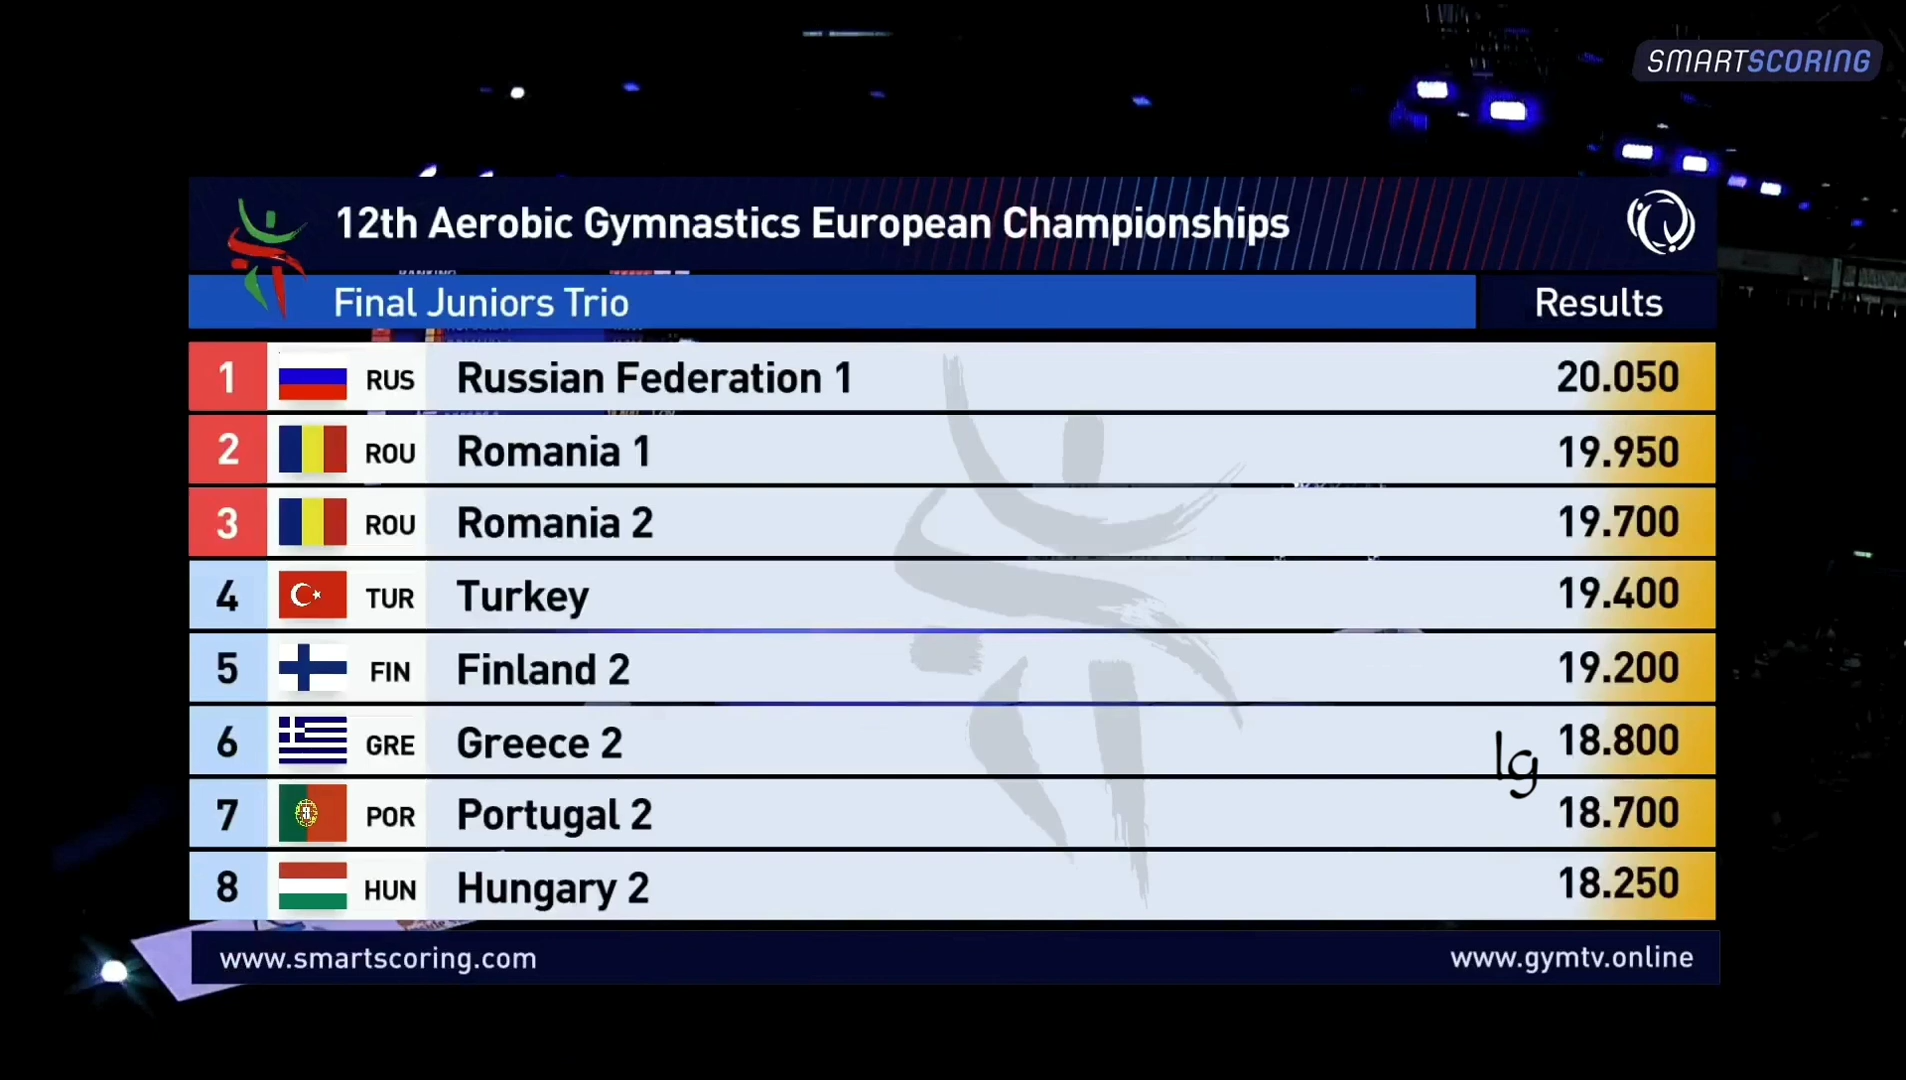 SMARTSCORING
12th Aerobic Gymnastics European Championships
Final Juniors Trio Results
1 RUS Russian Federation 1 20.050
2 ROU Romania 1 19.950
3 ROU Romania 2 19.700
4 TUR Turkey 19.400
5 FIN Finland 2 19.200
6 GRE Greece 2 18.800
lg
7 POR Portugal 2 18.700
8 HUN Hungary 2 18.250
www.smartscoring.com www.gymtv.online